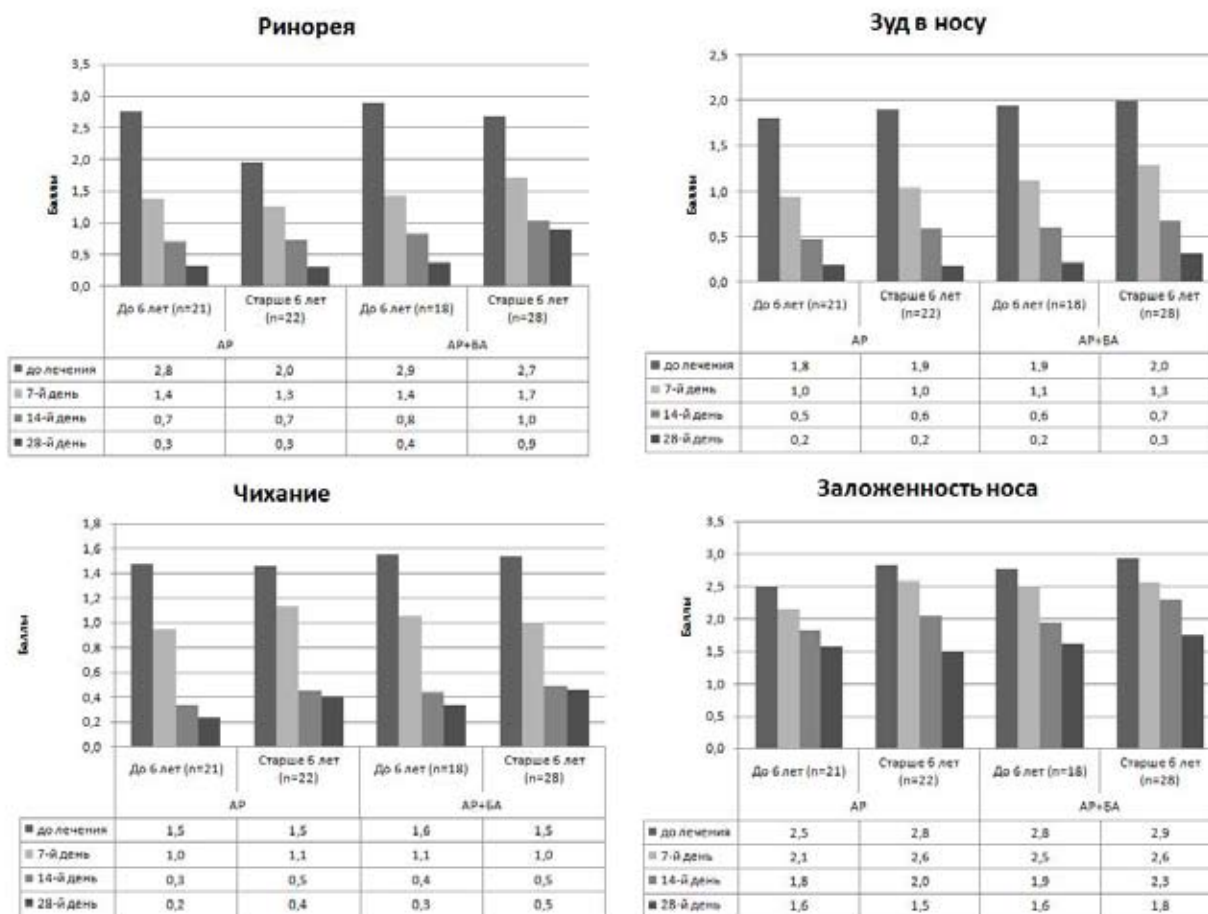 Ринорея
3,5
3,0
2,5
2,0
1,5
1,0
0,5
0,0
Баллы
До 6 лет (n=21) Старше 6 лет (n=22) До 6 лет (n=18) Старше 6 лет (n=28)
АР АР+БА
до лечения 2,8 2,0 2,9 2,7
7-й день 1,4 1,3 1,4 1,7
14-й день 0,7 0,7 0,8 1,0
28-й день 0,3 0,3 0,4 0,9
Зуд в носу
2,5
2,0
1,5
1,0
0,5
0,0
Баллы
До 6 лет (n=21) Старше 6 лет (n=22) До 6 лет (n=18) Старше 6 лет (n=28)
АР АР+БА
до лечения 1,8 1,9 1,9 2,0
7-й день 1,0 1,0 1,1 1,3
14-й день 0,5 0,6 0,6 0,7
28-й день 0,2 0,2 0,2 0,3
Чихание
1,8
1,6
1,4
1,2
1,0
0,8
0,6
0,4
0,2
0,0
Баллы
До 6 лет (n=21) Старше 6 лет (n=22) До 6 лет (n=18) Старше 6 лет (n=28)
АР АР+БА
до лечения 1,5 1,5 1,6 1,5
7-й день 1,0 1,1 1,1 1,0
14-й день 0,3 0,5 0,4 0,5
28-й день 0,2 0,4 0,3 0,5
Заложенность носа
3,5
3,0
2,5
2,0
1,5
1,0
0,5
0,0
Баллы
До 6 лет (n=21) Старше 6 лет (n=22) До 6 лет (n=18) Старше 6 лет (n=28)
АР АР+БА
до лечения 2,5 2,8 2,8 2,9
7-й день 2,1 2,6 2,5 2,6
14-й день 1,8 2,0 1,9 2,3
28-й день 1,6 1,5 1,6 1,8